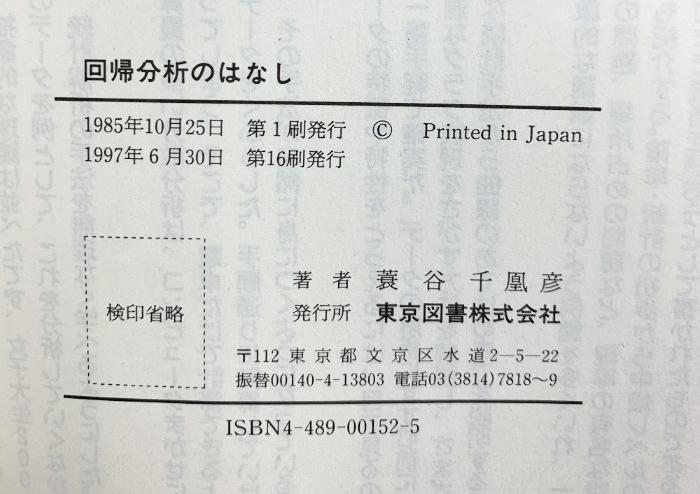 回帰分析のはなし
1985年10月25日 第1刷発行 © Printed in Japan
1997年6月30日 第16刷発行
検印省略
著者 蓑谷千凰彦
発行所 東京図書株式会社
〒112 東京都文京区水道2-5-22
振替00140-4-13803 電話03(3814)7818～9
ISBN4-489-00152-5